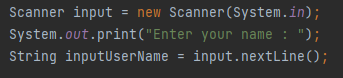 Scanner input = new Scanner(System.in);
System.out.print("Enter your name : ");
String inputUserName = input.nextLine();